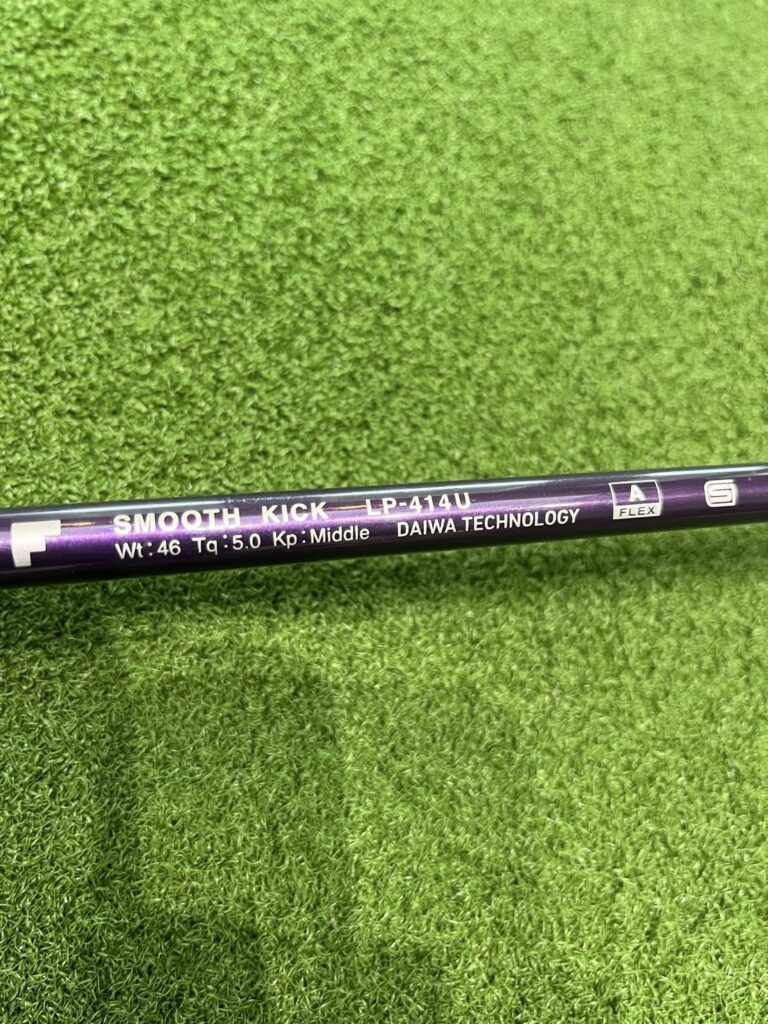 SMOOTH KICK LP-414U
Wt:46 Tq:5.0 Kp:Middle DAIWA TECHNOLOGY
A
FLEX
S